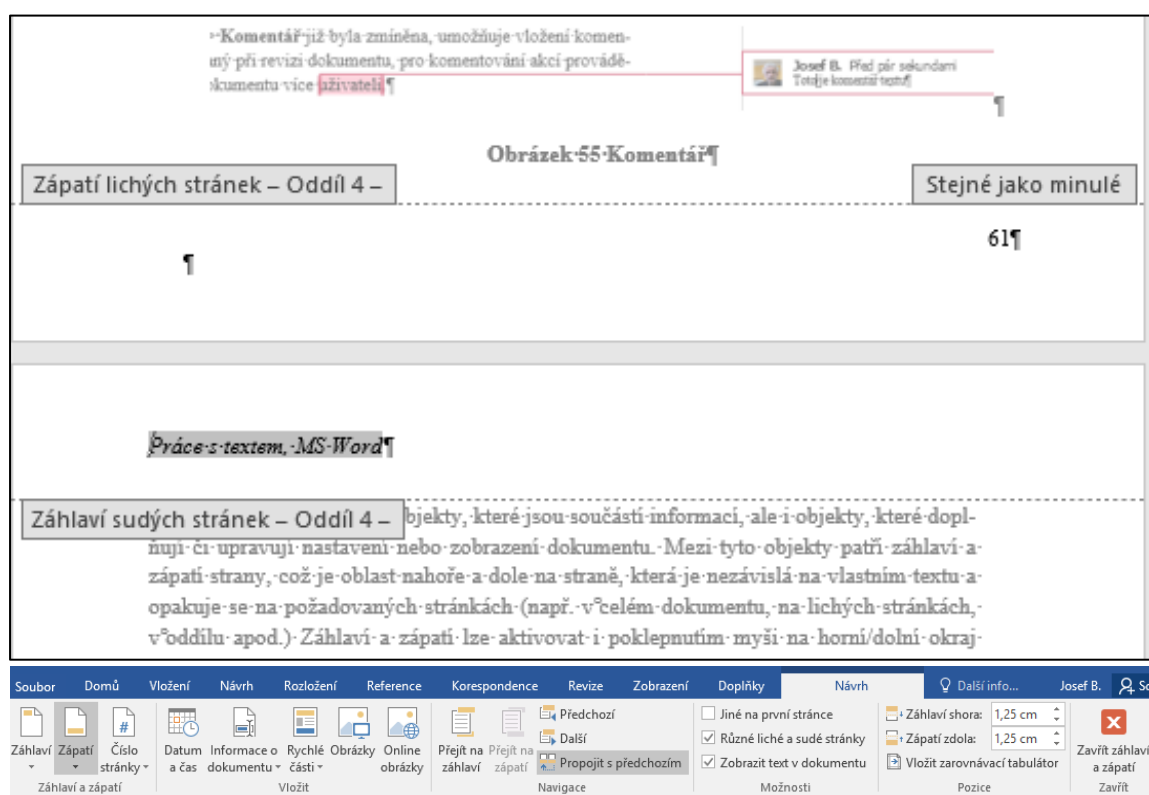 Komentář již byla zmíněna, umožňuje vložení komen-
ný při revizi dokumentu, pro komentování akcí provádě-
okumentu více uživateli ¶
Josef B. Před pár sekundami
Toto je komentář textu¶
¶
Obrázek·55·Komentář¶
Zápatí lichých stránek – Oddíl 4 –
Stejné jako minulé
61¶
¶
Práce·s·textem,·MS·Word¶
Záhlaví sudých stránek – Oddíl 4 –
bjekty,·které·jsou·součástí·informací,·ale·i·objekty,·které·dopl-
ňují·či·upravují·nastavení·nebo·zobrazení·dokumentu.·Mezi·tyto·objekty·patří·záhlaví·a·
zápatí·strany,·což·je·oblast·nahoře·a·dole·na·straně,·která·je·nezávislá·na·vlastním·textu·a·
opakuje·se·na·požadovaných·stránkách·(např.·v°celém·dokumentu,·na·lichých·stránkách,·
v°oddílu·apod.)·Záhlaví·a·zápatí·lze·aktivovat·i·poklepnutím·myši·na·horní/dolní·okraj·
Soubor Domů Vložení Návrh Rozložení Reference Korespondence Revize Zobrazení Doplňky Návrh Další info... Josef B.
Záhlaví Zápatí Číslo stránky
Datum a čas Informace o dokumentu Rychlé části Obrázky Online obrázky
Přejít na záhlaví Přejít na zápatí
Předchozí
Další
Propojit s předchozím
Jiné na první stránce
Různé liché a sudé stránky
Zobrazit text v dokumentu
Záhlaví shora: 1,25 cm
Zápatí zdola: 1,25 cm
Vložit zarovnávací tabulátor
Zavřít záhlaví a zápatí
Záhlaví a zápatí Vložit Navigace Možnosti Pozice Zavřít